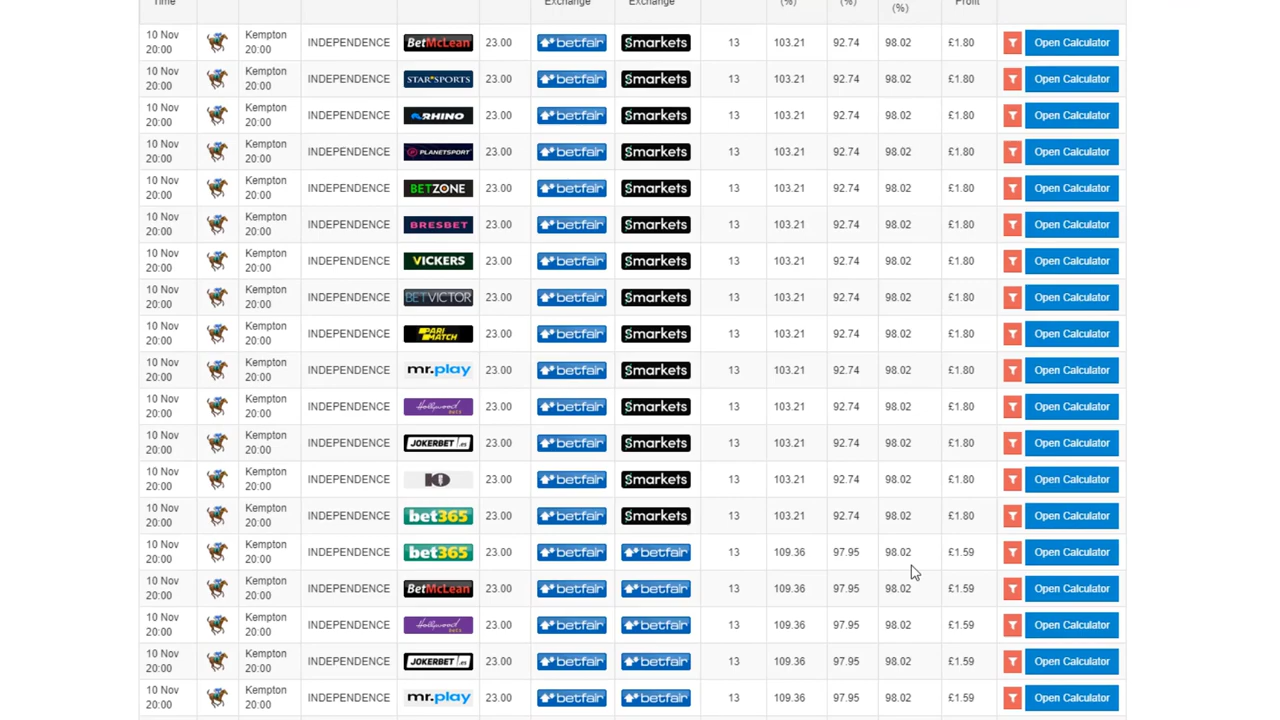 Time Exchange Exchange (%) (%) (%) Profit
10 Nov 20:00 Kempton 20:00 INDEPENDENCE BetMcLean 23.00 betfair Smarkets 13 103.21 92.74 98.02 £1.80 Open Calculator
10 Nov 20:00 Kempton 20:00 INDEPENDENCE STAR SPORTS 23.00 betfair Smarkets 13 103.21 92.74 98.02 £1.80 Open Calculator
10 Nov 20:00 Kempton 20:00 INDEPENDENCE RHINO 23.00 betfair Smarkets 13 103.21 92.74 98.02 £1.80 Open Calculator
10 Nov 20:00 Kempton 20:00 INDEPENDENCE PLANETSPORT 23.00 betfair Smarkets 13 103.21 92.74 98.02 £1.80 Open Calculator
10 Nov 20:00 Kempton 20:00 INDEPENDENCE BETZONE 23.00 betfair Smarkets 13 103.21 92.74 98.02 £1.80 Open Calculator
10 Nov 20:00 Kempton 20:00 INDEPENDENCE BRESBET 23.00 betfair Smarkets 13 103.21 92.74 98.02 £1.80 Open Calculator
10 Nov 20:00 Kempton 20:00 INDEPENDENCE VICKERS 23.00 betfair Smarkets 13 103.21 92.74 98.02 £1.80 Open Calculator
10 Nov 20:00 Kempton 20:00 INDEPENDENCE BETVICTOR 23.00 betfair Smarkets 13 103.21 92.74 98.02 £1.80 Open Calculator
10 Nov 20:00 Kempton 20:00 INDEPENDENCE PARI MATCH 23.00 betfair Smarkets 13 103.21 92.74 98.02 £1.80 Open Calculator
10 Nov 20:00 Kempton 20:00 INDEPENDENCE mr.play 23.00 betfair Smarkets 13 103.21 92.74 98.02 £1.80 Open Calculator
10 Nov 20:00 Kempton 20:00 INDEPENDENCE Hollywood bets 23.00 betfair Smarkets 13 103.21 92.74 98.02 £1.80 Open Calculator
10 Nov 20:00 Kempton 20:00 INDEPENDENCE JOKERBET.es 23.00 betfair Smarkets 13 103.21 92.74 98.02 £1.80 Open Calculator
10 Nov 20:00 Kempton 20:00 INDEPENDENCE 10 23.00 betfair Smarkets 13 103.21 92.74 98.02 £1.80 Open Calculator
10 Nov 20:00 Kempton 20:00 INDEPENDENCE bet365 23.00 betfair Smarkets 13 103.21 92.74 98.02 £1.80 Open Calculator
10 Nov 20:00 Kempton 20:00 INDEPENDENCE bet365 23.00 betfair betfair 13 109.36 97.95 98.02 £1.59 Open Calculator
10 Nov 20:00 Kempton 20:00 INDEPENDENCE BetMcLean 23.00 betfair betfair 13 109.36 97.95 98.02 £1.59 Open Calculator
10 Nov 20:00 Kempton 20:00 INDEPENDENCE Hollywood bets 23.00 betfair betfair 13 109.36 97.95 98.02 £1.59 Open Calculator
10 Nov 20:00 Kempton 20:00 INDEPENDENCE JOKERBET.es 23.00 betfair betfair 13 109.36 97.95 98.02 £1.59 Open Calculator
10 Nov 20:00 Kempton 20:00 INDEPENDENCE mr.play 23.00 betfair betfair 13 109.36 97.95 98.02 £1.59 Open Calculator